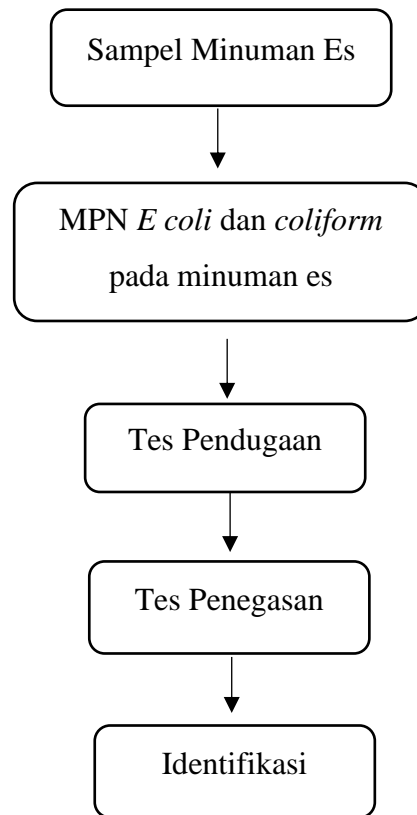 Sampel Minuman Es
MPN E coli dan coliform
pada minuman es
Tes Pendugaan
Tes Penegasan
Identifikasi